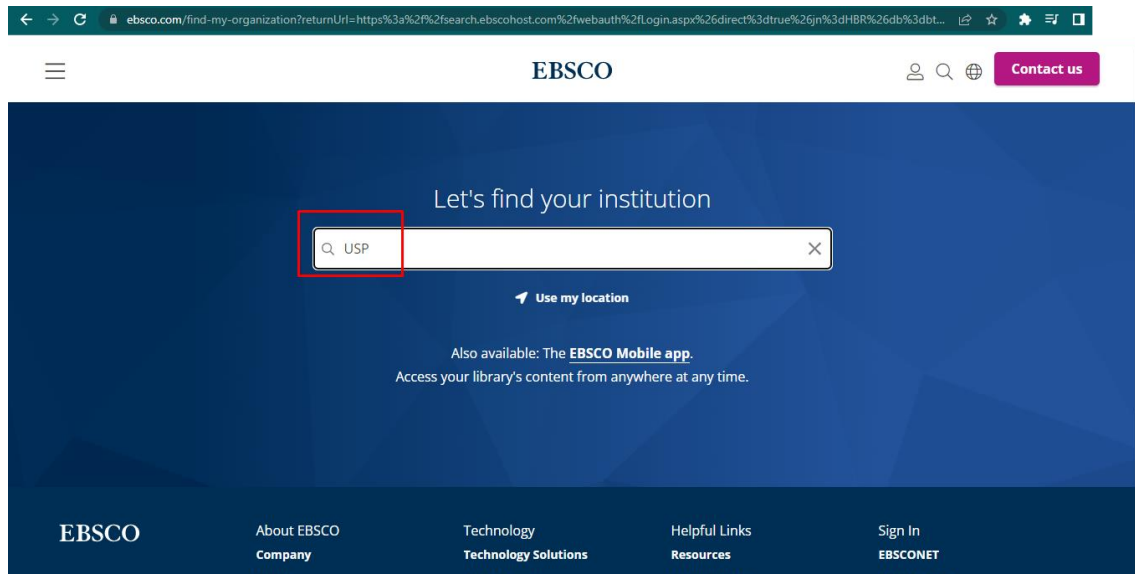 ebsco.com/find-my-organization?returnUrl=https%3a%2f%2fsearch.ebscohost.com%2fwebauth%2fLogin.aspx%26direct%3dtrue%26jn%3dHBR%26db%3dbt...
EBSCO
Contact us
Let's find your institution
USP
Use my location
Also available: The EBSCO Mobile app.
Access your library's content from anywhere at any time.
EBSCO
About EBSCO
Technology
Helpful Links
Sign In
Company
Technology Solutions
Resources
EBSCONET